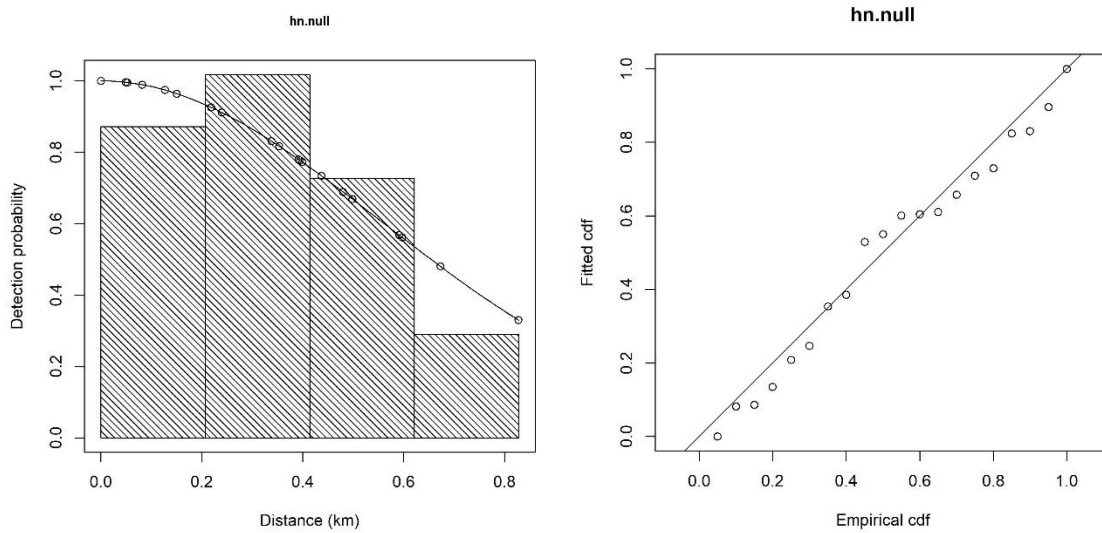 hn.null
Detection probability
1.0
0.8
0.6
0.4
0.2
0.0
0.0 0.2 0.4 0.6 0.8
Distance (km)
hn.null
Fitted cdf
1.0
0.8
0.6
0.4
0.2
0.0
0.0 0.2 0.4 0.6 0.8 1.0
Empirical cdf